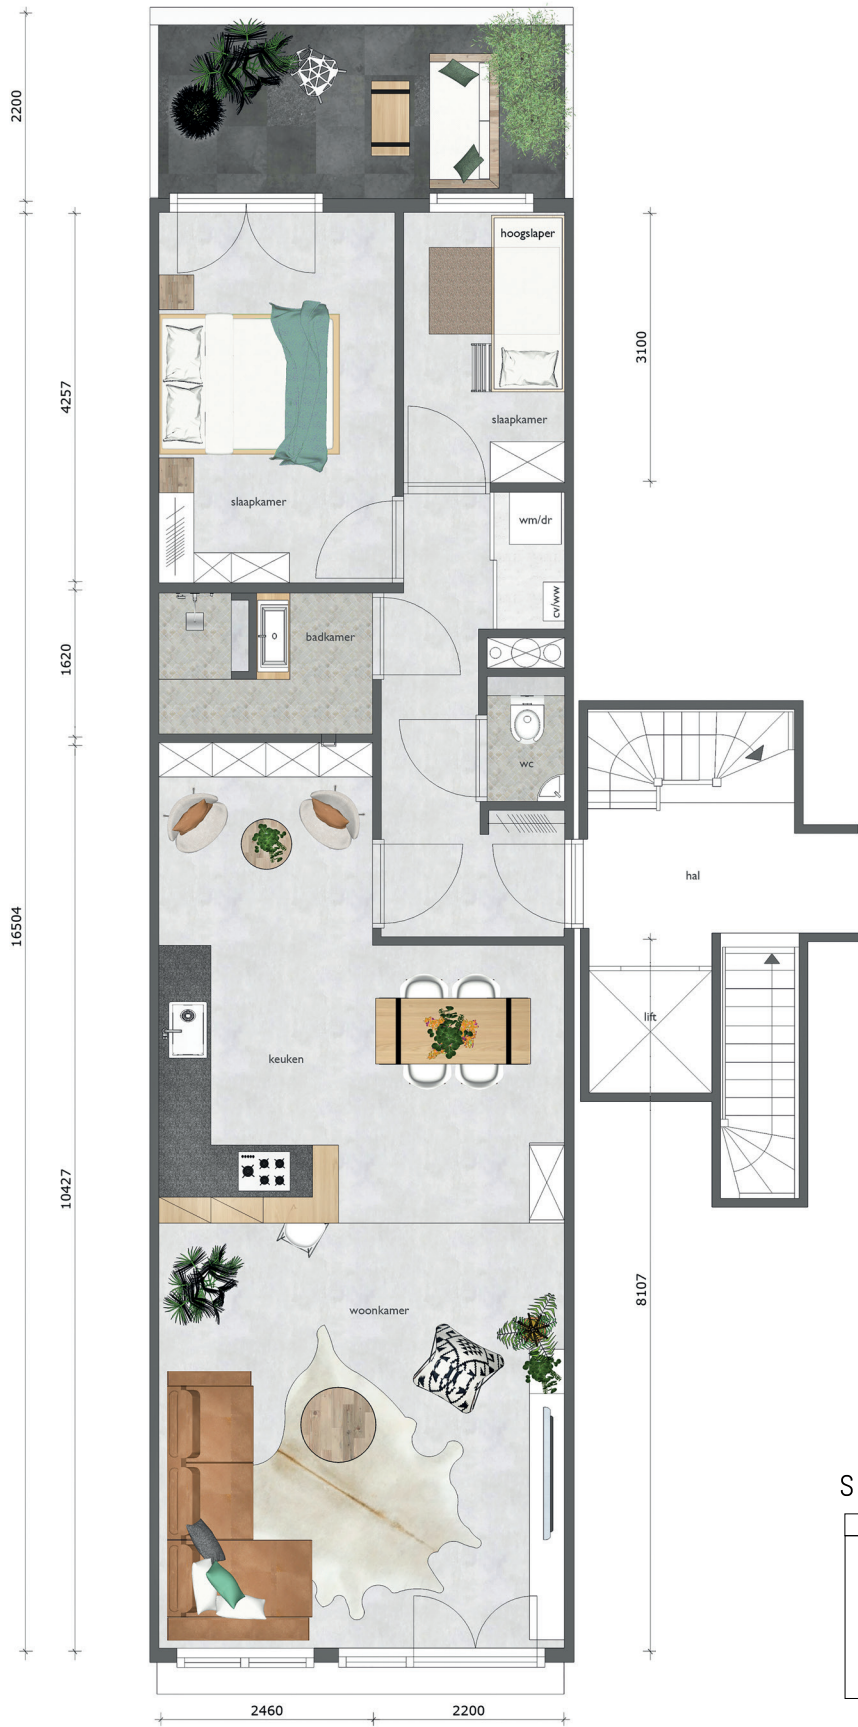 2200
hoogslaper
3100
4257
slaapkamer
slaapkamer
wm/dr
cv/ww
badkamer
1620
wc
hal
16504
lift
keuken
10427
8107
woonkamer
S
2460
2200